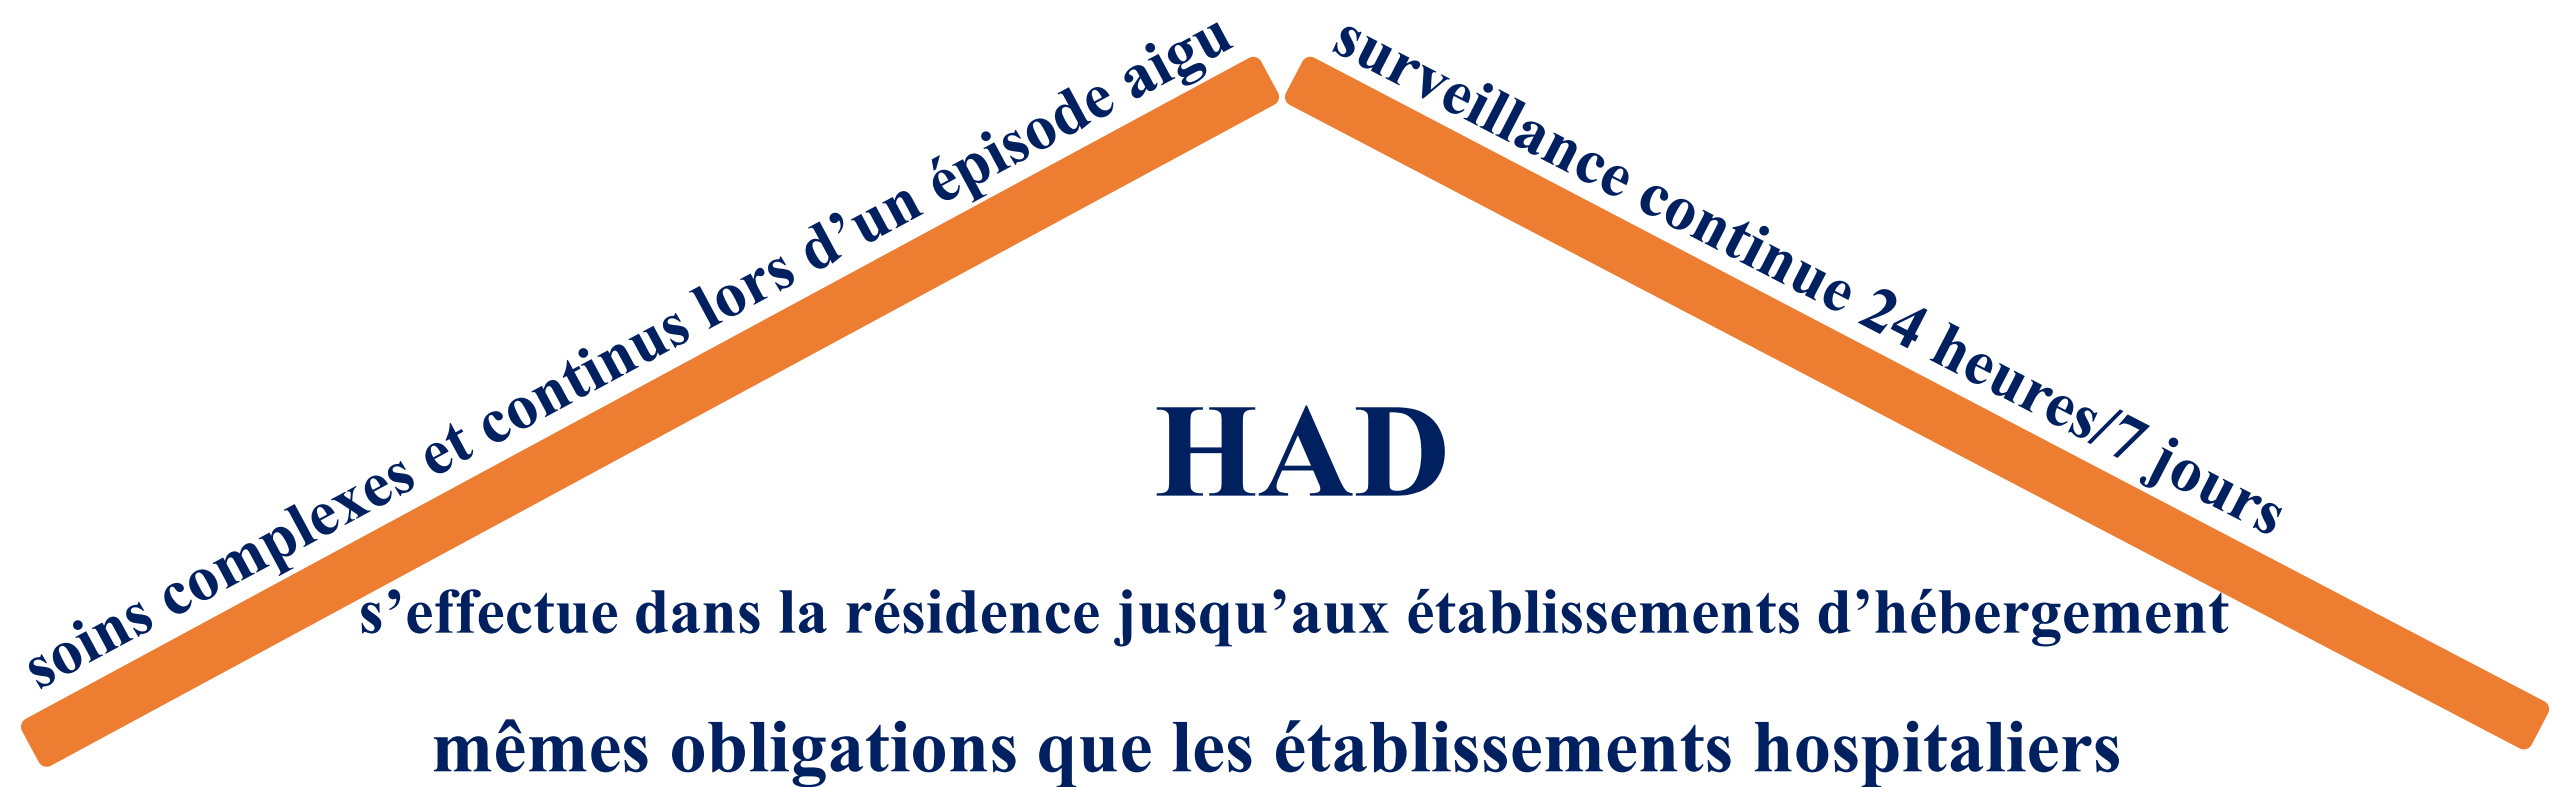 soins complexes et continus lors d’un épisode aigu
surveillance continue 24 heures/7 jours
HAD
s’effectue dans la résidence jusqu’aux établissements d’hébergement
mêmes obligations que les établissements hospitaliers